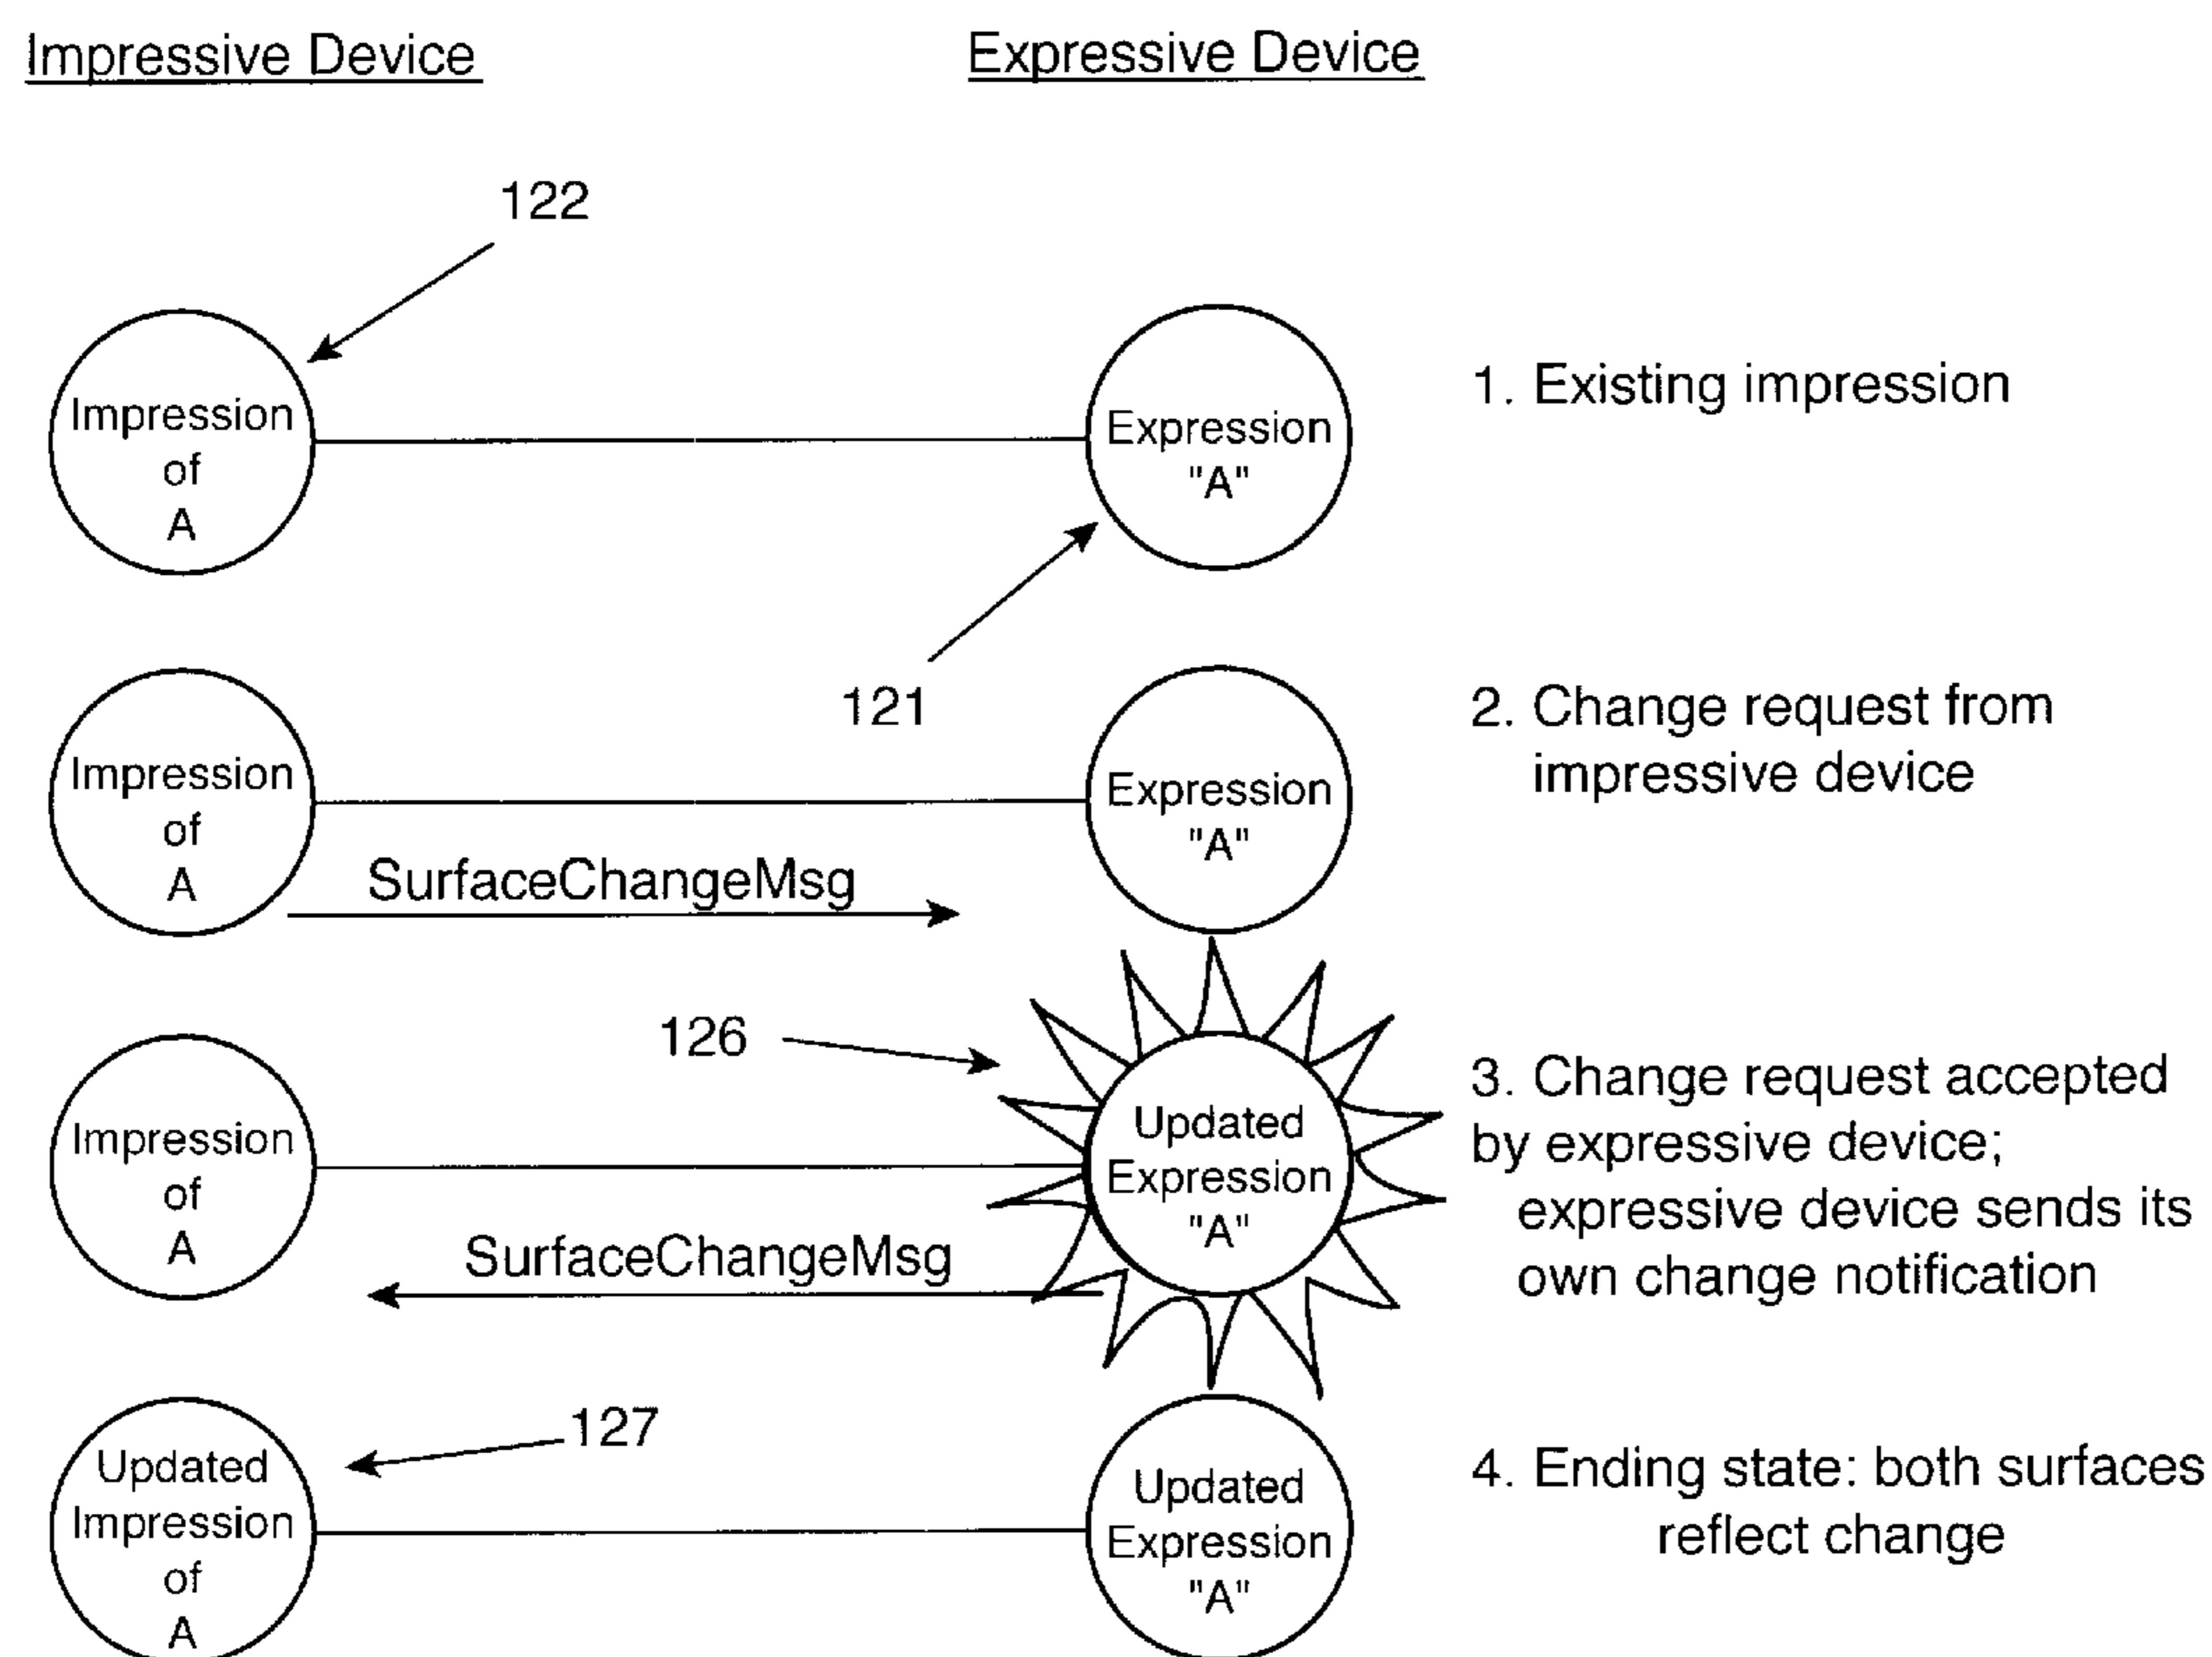 Impressive Device
Expressive Device
122
Impression
of
A
Expression
"A"
1. Existing impression
121
Impression
of
A
Expression
"A"
2. Change request from
impressive device
SurfaceChangeMsg
126
Impression
of
A
Updated
Expression
"A"
3. Change request accepted
by expressive device;
expressive device sends its
own change notification
SurfaceChangeMsg
127
Updated
Impression
of
A
Updated
Expression
"A"
4. Ending state: both surfaces
reflect change